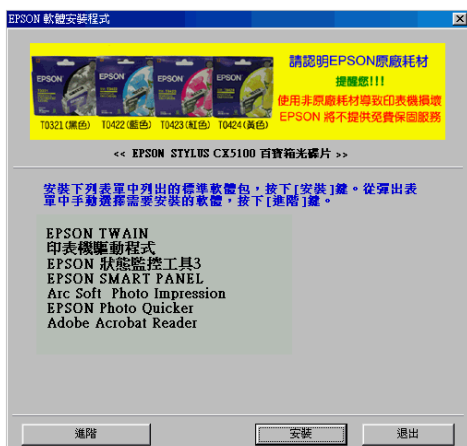 EPSON 軟體安裝程式
請認明EPSON原廠耗材
提醒您!!!
使用非原廠耗材導致印表機損壞
EPSON 將不提供免費保固服務
EPSON EPSON EPSON EPSON
T0321(黑色) T0422(藍色) T0423(紅色) T0424(黃色)
<< EPSON STYLUS CX5100 百寶箱光碟片 >>
安裝下列表單中列出的標準軟體包，按下[安裝]鍵。從彈出表
單中手動選擇需要安裝的軟體，按下[進階]鍵。
EPSON TWAIN
印表機驅動程式
EPSON 狀態監控工具3
EPSON SMART PANEL
Arc Soft Photo Impression
EPSON Photo Quicker
Adobe Acrobat Reader
進階 安裝 退出